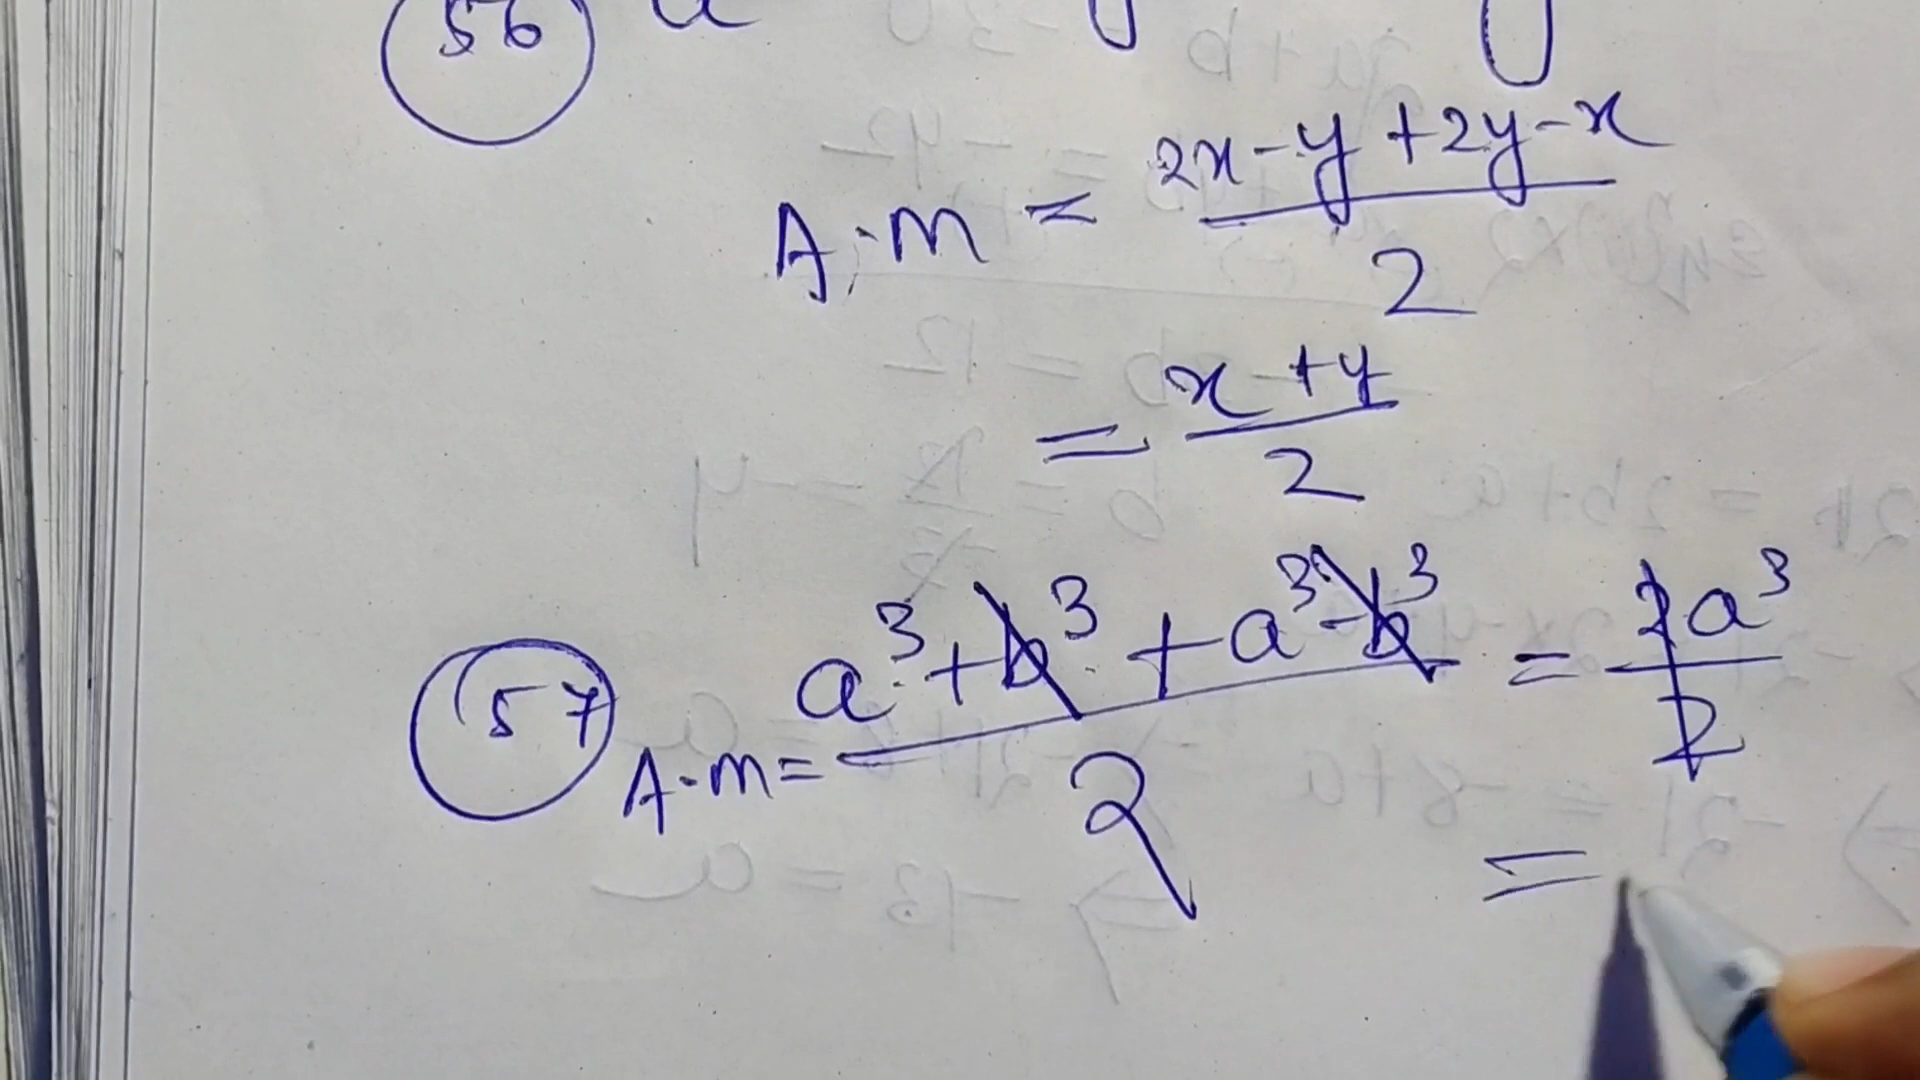 56
A.m = 2x-y+2y-x / 2
= x+y / 2
57 A.m = a³+b³+a³-b³ / 2 = 2a³ / 2
=